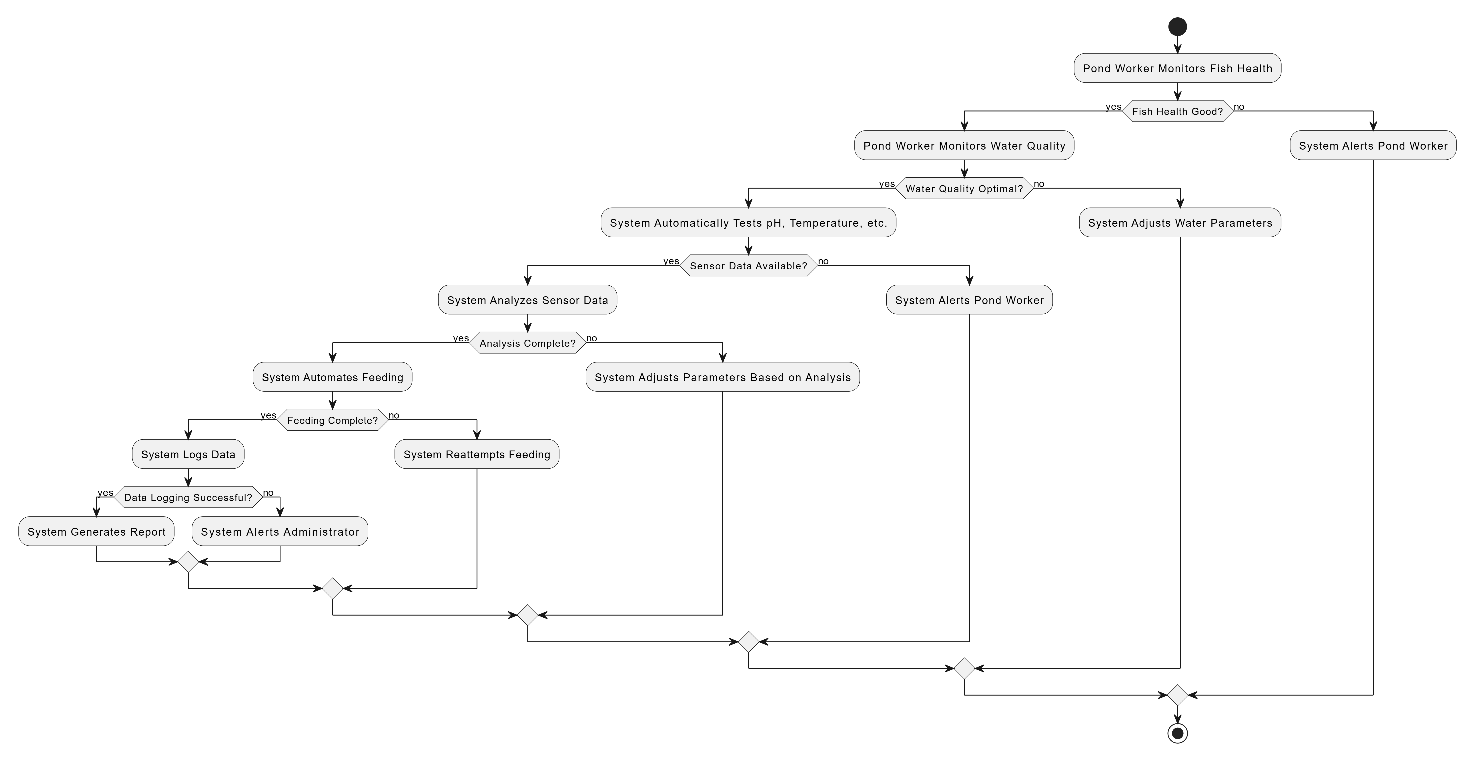 Pond Worker Monitors Fish Health
yes
Fish Health Good?
no
Pond Worker Monitors Water Quality
System Alerts Pond Worker
yes
Water Quality Optimal?
no
System Automatically Tests pH, Temperature, etc.
System Adjusts Water Parameters
yes
Sensor Data Available?
no
System Analyzes Sensor Data
System Alerts Pond Worker
yes
Analysis Complete?
no
System Automates Feeding
System Adjusts Parameters Based on Analysis
yes
Feeding Complete?
no
System Logs Data
System Reattempts Feeding
yes
Data Logging Successful?
no
System Generates Report
System Alerts Administrator